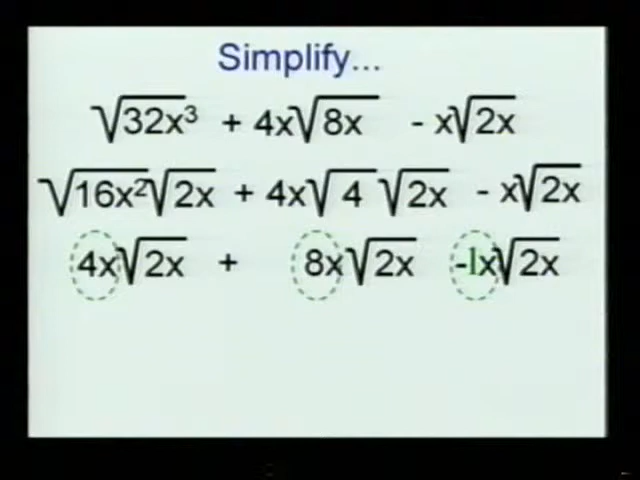 Simplify...
√32x³ + 4x√8x - x√2x
√16x²√2x + 4x√4 √2x - x√2x
4x√2x + 8x√2x -1x√2x